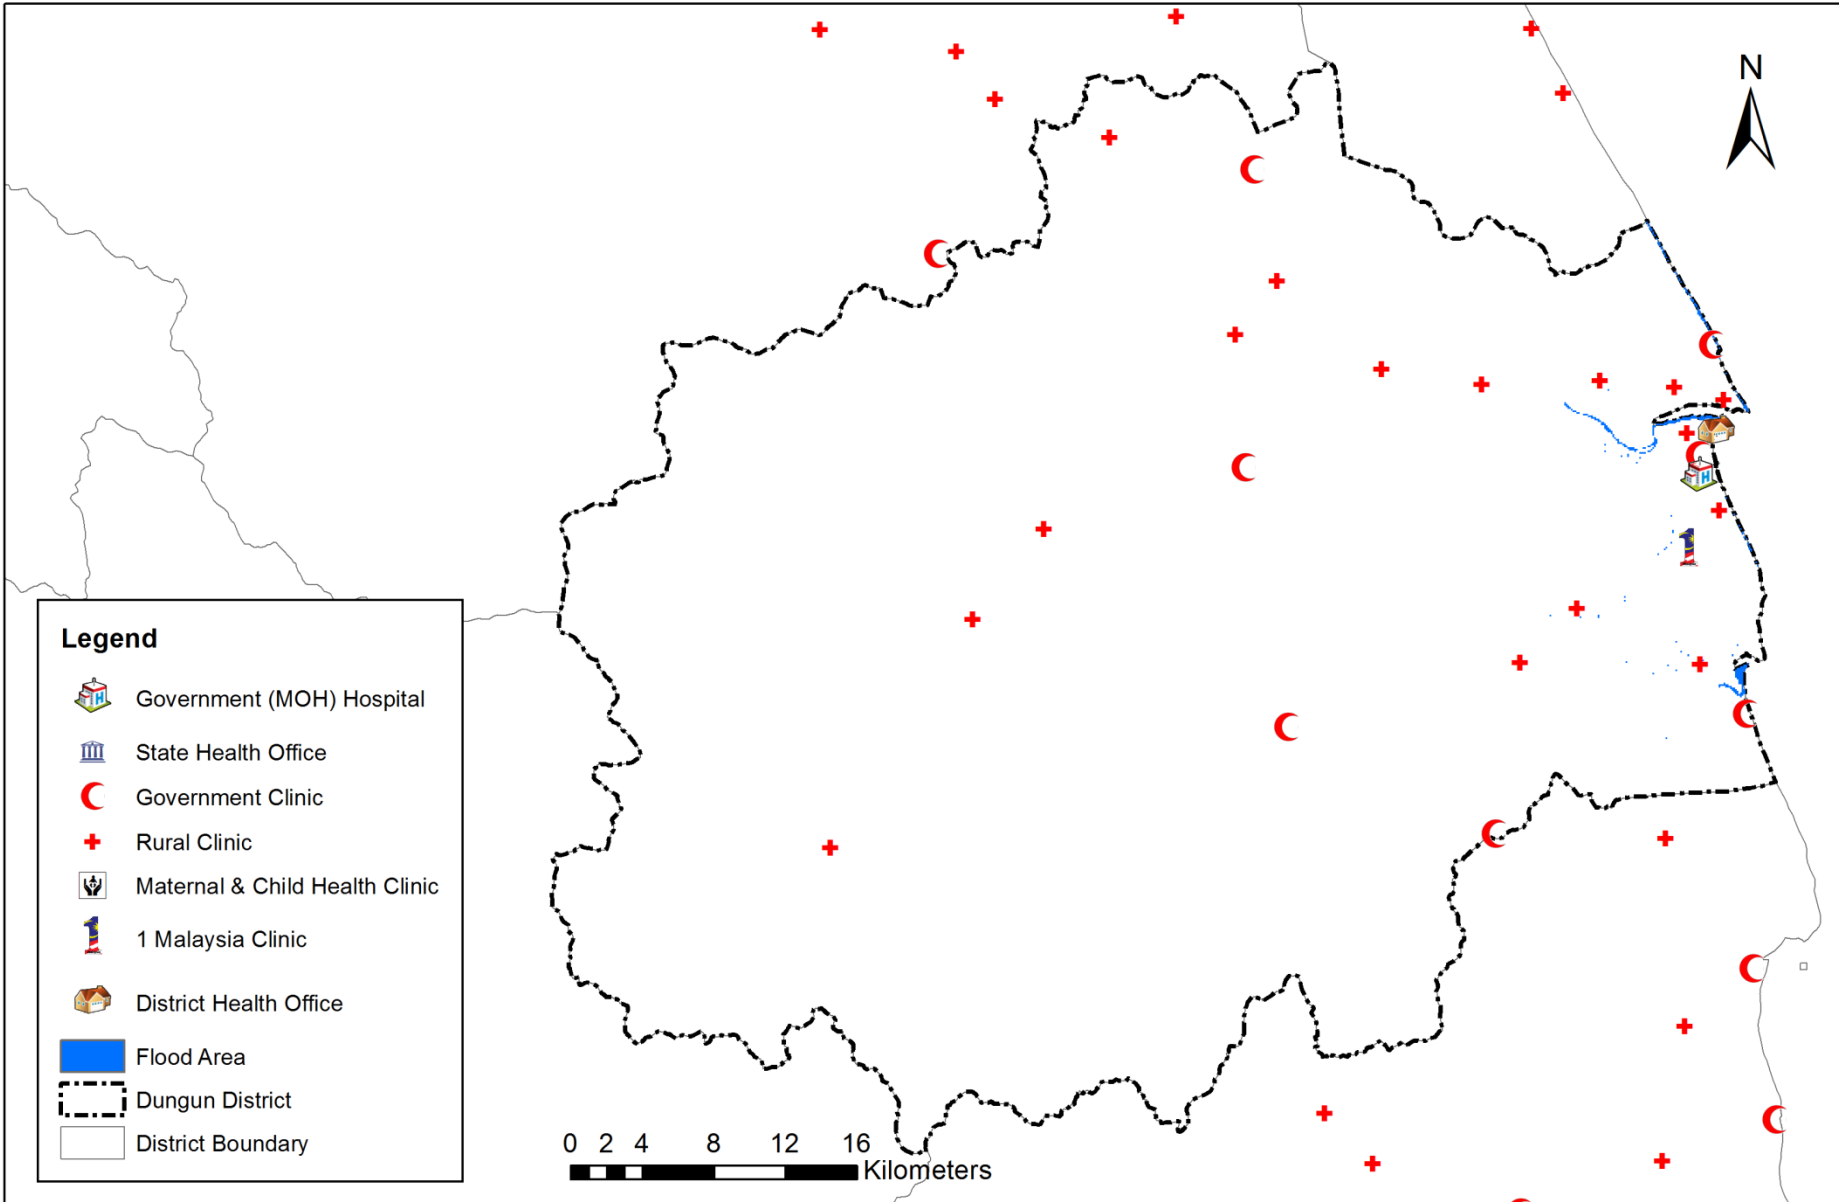 N
Legend
Government (MOH) Hospital
State Health Office
Government Clinic
Rural Clinic
Maternal & Child Health Clinic
1 Malaysia Clinic
District Health Office
Flood Area
Dungun District
District Boundary
0 2 4 8 12 16
Kilometers